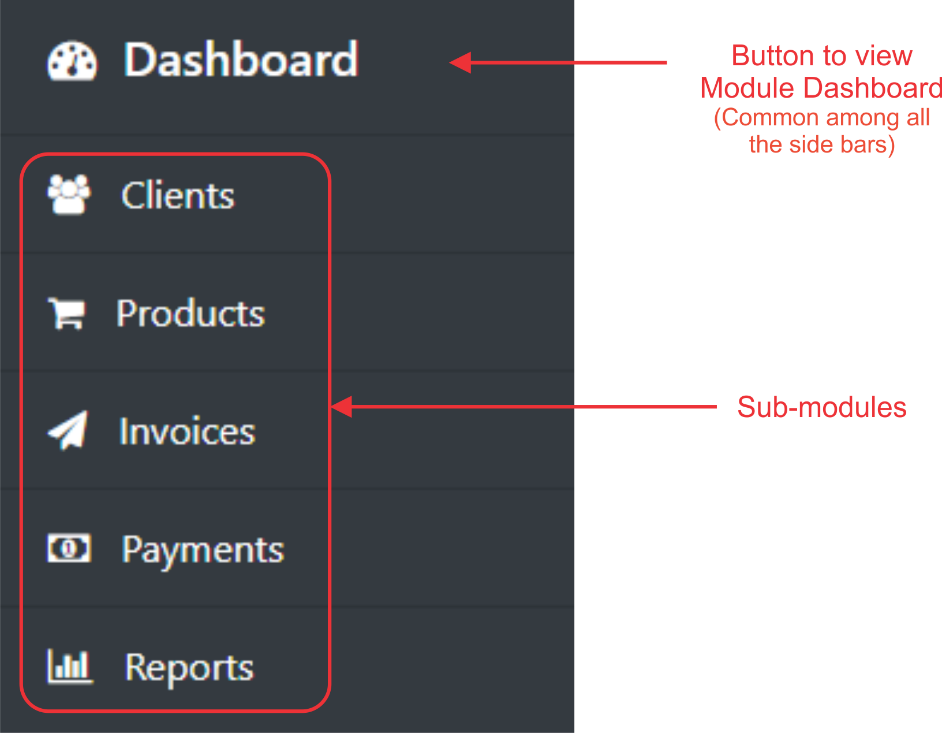 Dashboard
Button to view
Module Dashboard
(Common among all
the side bars)
Clients
Products
Invoices
Sub-modules
Payments
Reports